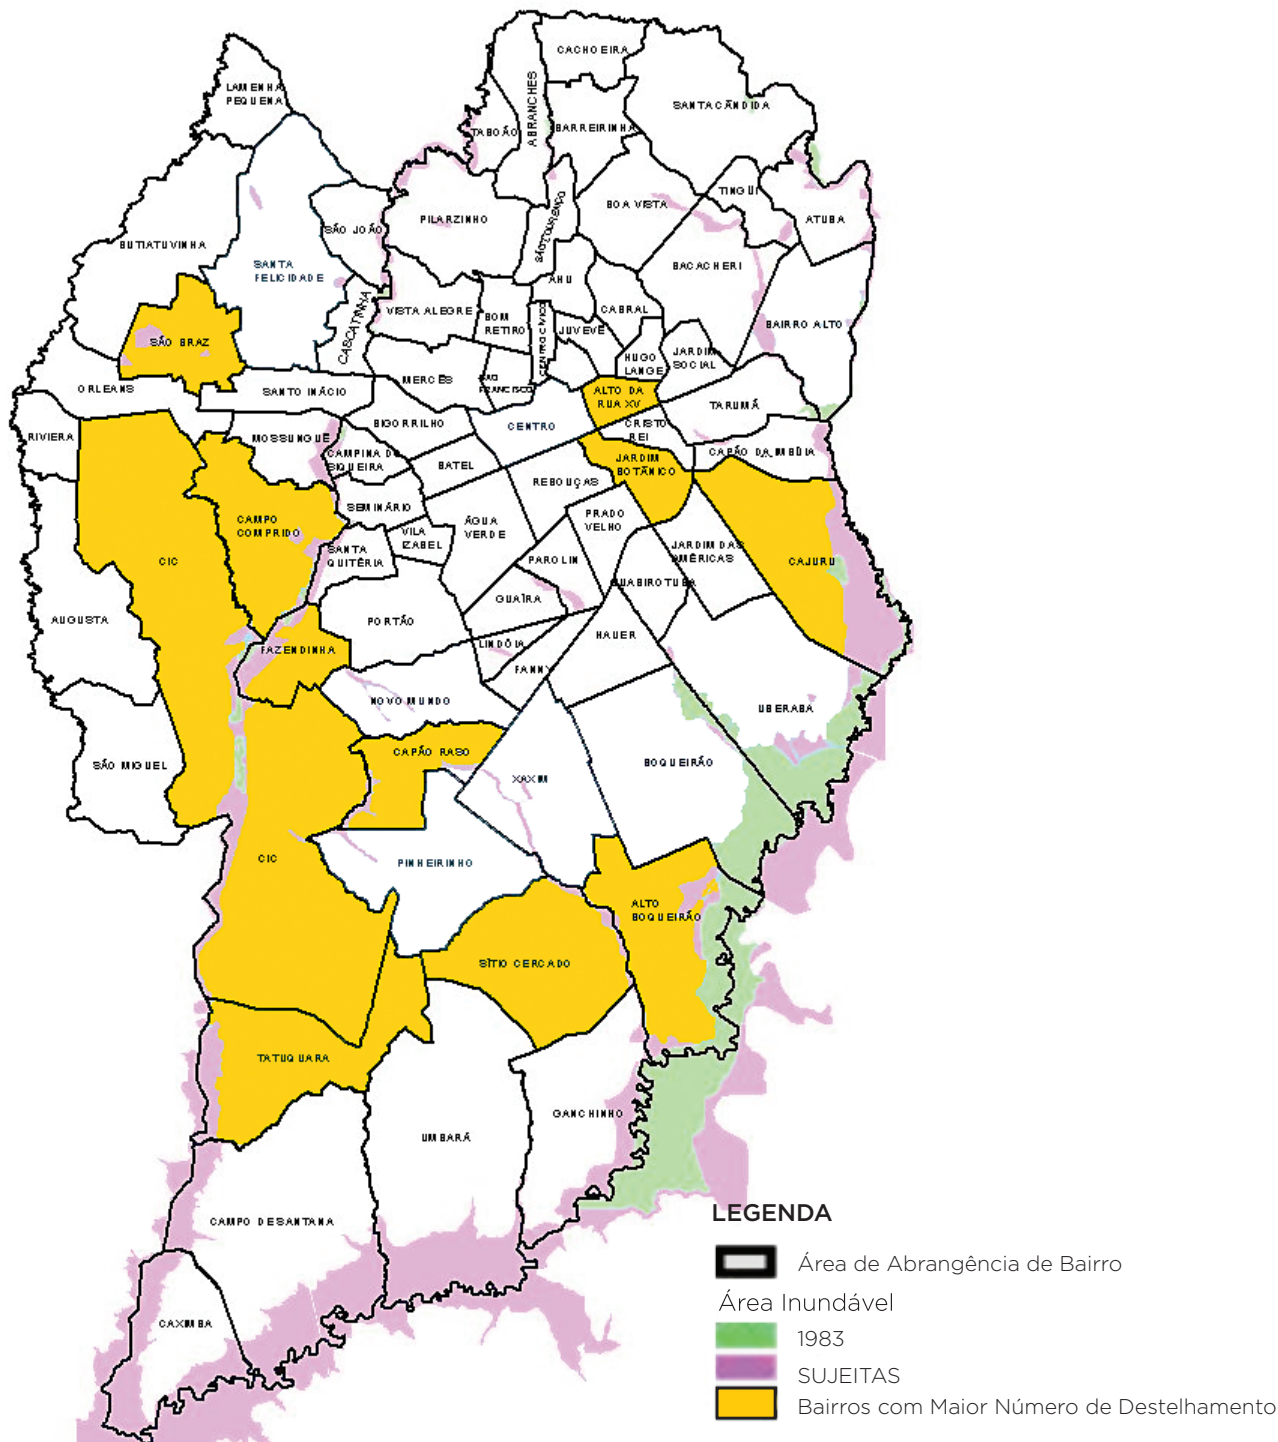 CACHOEIRA
LAMENHA
PEQUENA
ABRANCHES
SANTA CÂNDIDA
TABOÃO
BARREIRINHA
TINGUI
BOA VISTA
PILARZINHO
ATUBA
SÃO LOURENÇO
SÃO JOÃO
BUTIATUVINHA
SANTA
FELICIDADE
BACACHERI
AHU
CASCATINHA
VISTA ALEGRE
BOM
RETIRO
CENTRO CÍVICO
CABRAL
JUVEVÊ
BAIRRO ALTO
SÃO BRAZ
HUGO
LANGE
JARDIM
SOCIAL
MERCÊS
SÃO
FRANCISCO
ORLEANS
SANTO INÁCIO
ALTO DA
RUA XV
TARUMÃ
RIVIERA
MOSSUNGUÊ
BIGORRILHO
CENTRO
CRISTO
REI
CAMPINA DO
SIQUEIRA
BATEL
JARDIM
BOTÂNICO
CAPÃO DA IMBÚIA
REBOUÇAS
SEMINÁRIO
CAMPO
COMPRIDO
ÁGUA
VERDE
PRADO
VELHO
VILA
IZABEL
SANTA
QUITÉRIA
JARDIM DAS
AMÉRICAS
CIC
PAROLIN
CAJURU
GUABIROTUBA
GUAÍRA
AUGUSTA
PORTÃO
HAUER
FAZENDINHA
LINDÓIA
FANNY
NOVO MUNDO
UBERABA
CAPÃO RASO
SÃO MIGUEL
XAXIM
BOQUEIRÃO
CIC
PINHEIRINHO
ALTO
BOQUEIRÃO
SÍTIO CERCADO
TATUQUARA
GANCHINHO
UMBARÁ
CAMPO DE SANTANA
CAXIMBA
LEGENDA
Área de Abrangência de Bairro
Área Inundável
1983
SUJEITAS
Bairros com Maior Número de Destelhamento